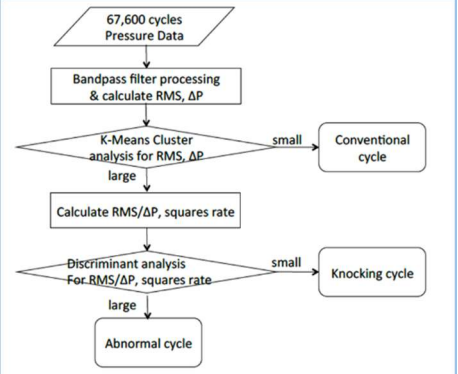 67,600 cycles
Pressure Data
Bandpass filter processing
& calculate RMS, ΔP
K-Means Cluster
analysis for RMS, ΔP
small
Conventional
cycle
large
Calculate RMS/ΔP, squares rate
Discriminant analysis
For RMS/ΔP, squares rate
small
Knocking cycle
large
Abnormal cycle